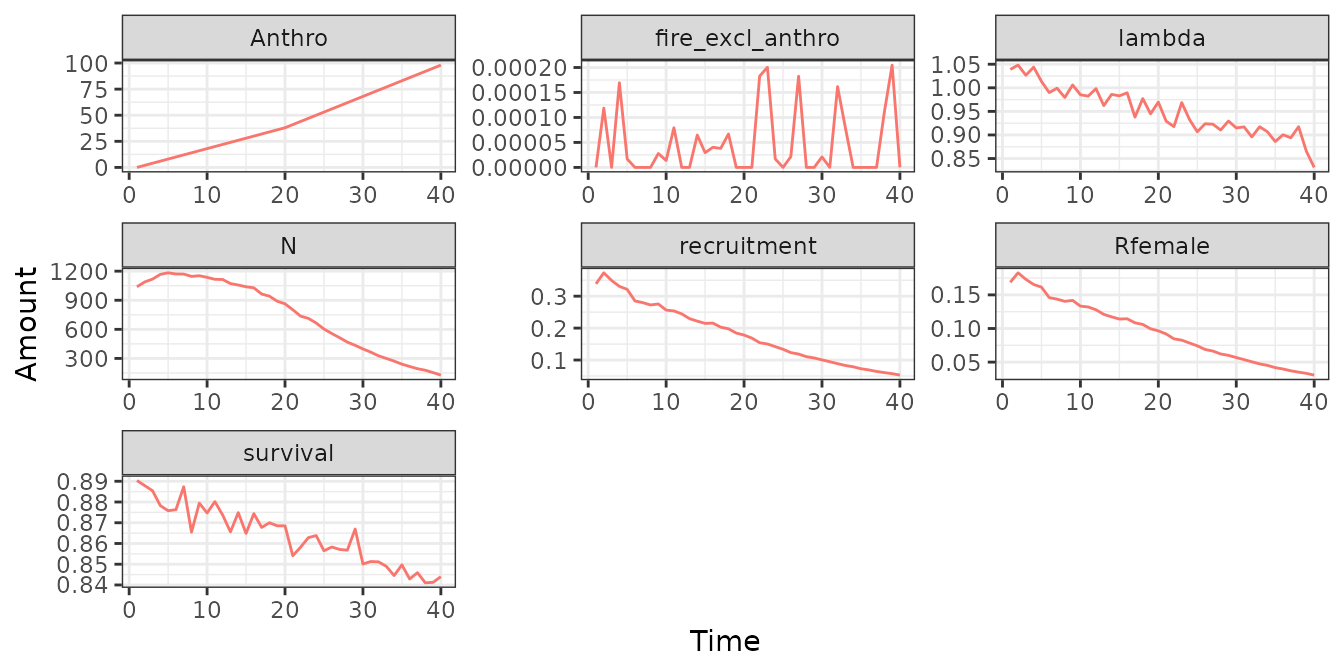 Anthro
100
75
50
25
0
0 10 20 30 40
fire_excl_anthro
0.00020
0.00015
0.00010
0.00005
0.00000
0 10 20 30 40
lambda
1.05
1.00
0.95
0.90
0.85
0 10 20 30 40
Amount
N
1200
900
600
300
0 10 20 30 40
recruitment
0.3
0.2
0.1
0 10 20 30 40
Rfemale
0.15
0.10
0.05
0 10 20 30 40
survival
0.89
0.88
0.87
0.86
0.85
0.84
0 10 20 30 40
Time